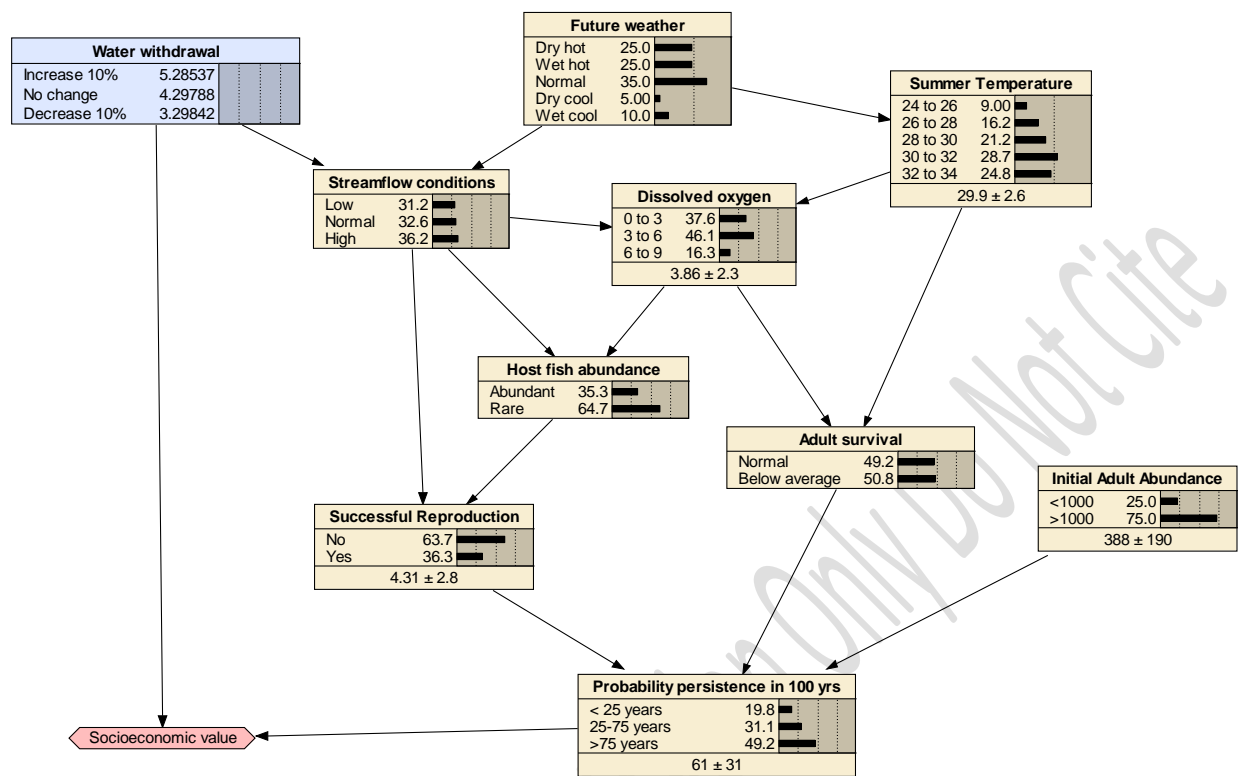 Water withdrawal
Increase 10% 5.28537
No change 4.29788
Decrease 10% 3.29842
Future weather
Dry hot 25.0
Wet hot 25.0
Normal 35.0
Dry cool 5.00
Wet cool 10.0
Summer Temperature
24 to 26 9.00
26 to 28 16.2
28 to 30 21.2
30 to 32 28.7
32 to 34 24.8
29.9 ± 2.6
Streamflow conditions
Low 31.2
Normal 32.6
High 36.2
Dissolved oxygen
0 to 3 37.6
3 to 6 46.1
6 to 9 16.3
3.86 ± 2.3
Host fish abundance
Abundant 35.3
Rare 64.7
Adult survival
Normal 49.2
Below average 50.8
Initial Adult Abundance
<1000 25.0
>1000 75.0
388 ± 190
Successful Reproduction
No 63.7
Yes 36.3
4.31 ± 2.8
Probability persistence in 100 yrs
< 25 years 19.8
25-75 years 31.1
>75 years 49.2
61 ± 31
Socioeconomic value
Only Do Not Cite